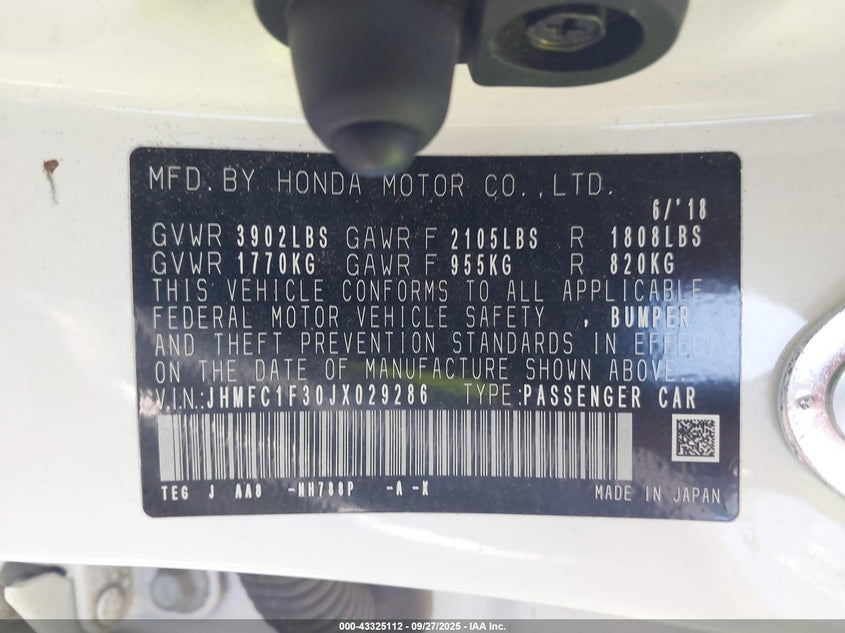 MFD. BY HONDA MOTOR CO., LTD.
6/'18
GVWR 3902LBS GAWR F 2105LBS R 1808LBS
GVWR 1770KG GAWR F 955KG R 820KG
THIS VEHICLE CONFORMS TO ALL APPLICABLE
FEDERAL MOTOR VEHICLE SAFETY , BUMPER
AND THEFT PREVENTION STANDARDS IN EFFECT
ON THE DATE OF MANUFACTURE SHOWN ABOVE.
V.I.N.:JHMFC1F30JX029286 TYPE:PASSENGER CAR
TEG J AA8 -NH788P -A -X
MADE IN JAPAN
000-43325112 - 09/27/2025 - IAA Inc.